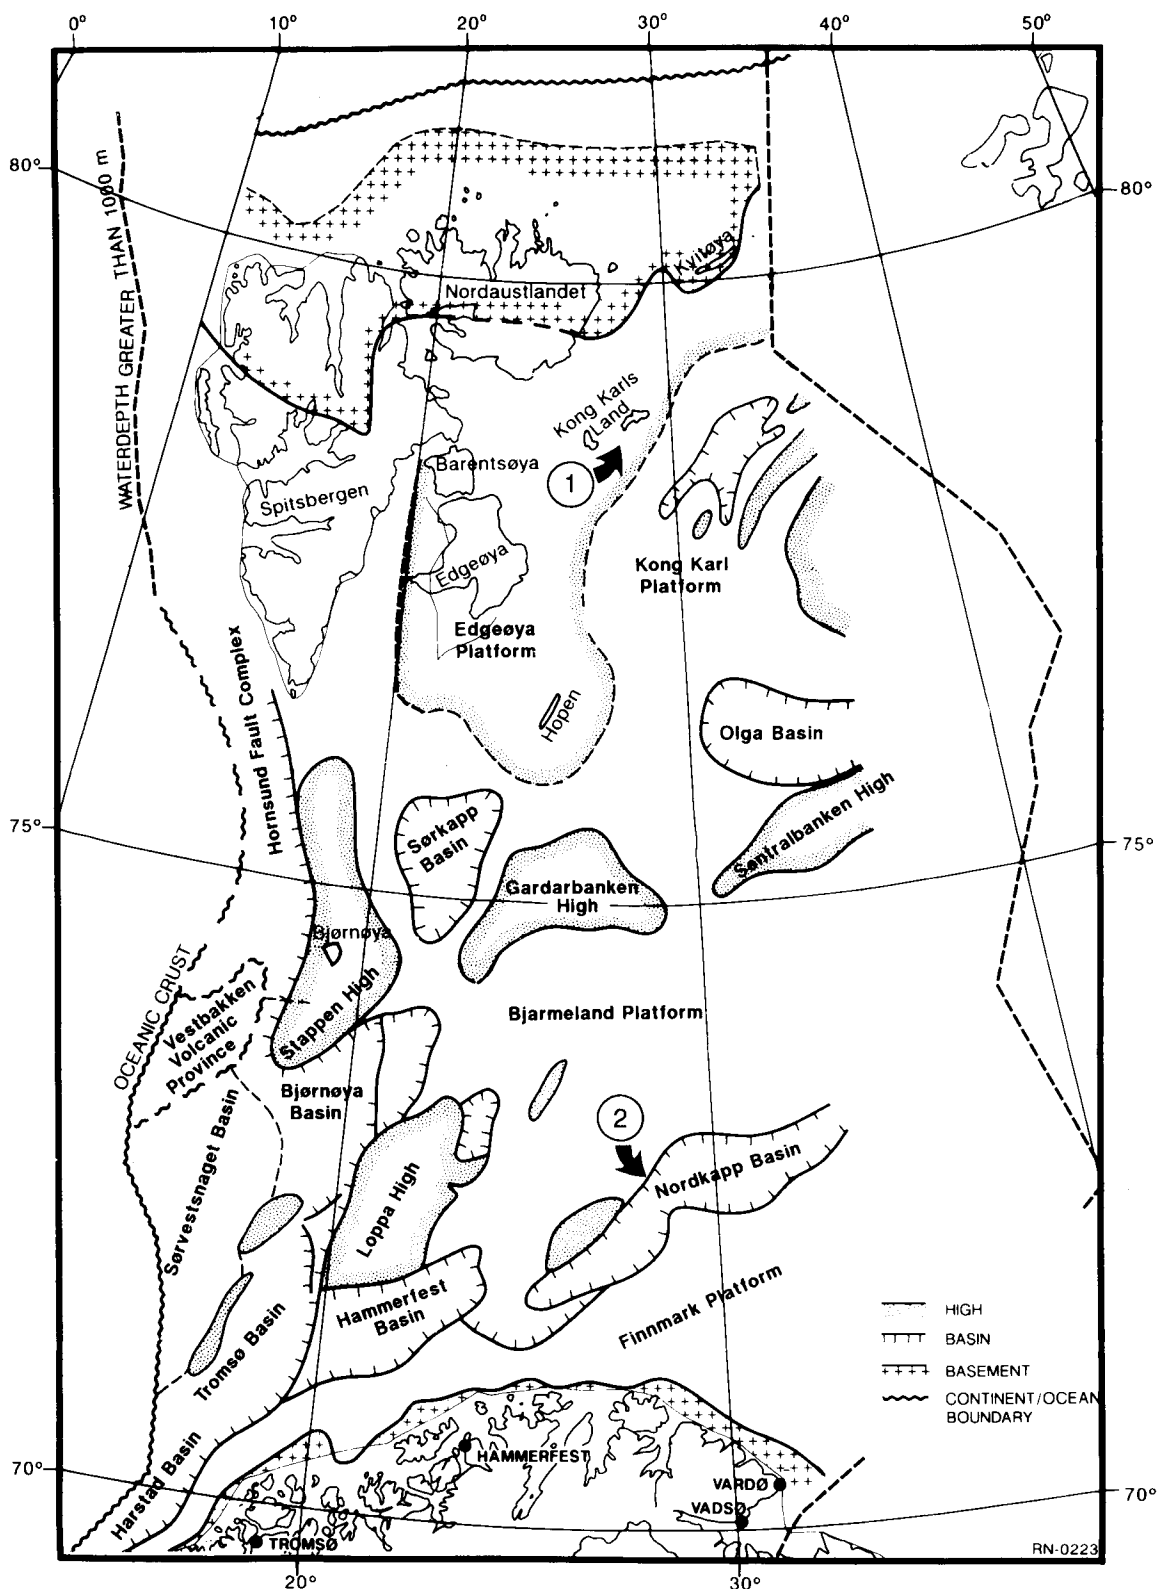 0°
10°
20°
30°
40°
50°
80°
80°
WATERDEPTH GREATER THAN 1000 m
Kvitøya
Nordaustlandet
Kong Karls
Land
Barentsøya
1
Spitsbergen
Edgeøya
Kong Karl
Platform
Edgeøya
Platform
Hornsund Fault Complex
Hopen
Olga Basin
Sentralbanken High
75°
75°
Sørkapp
Basin
Gardarbanken
High
Bjørnøya
OCEANIC CRUST
Stappen High
Vestbakken
Volcanic
Province
Bjarmeland Platform
Bjørnøya
Basin
2
Sørvestsnaget Basin
Loppa High
Nordkapp Basin
Hammerfest
Basin
Finnmark Platform
Tromsø Basin
HIGH
BASIN
BASEMENT
CONTINENT/OCEAN
BOUNDARY
HAMMERFEST
Harstad Basin
VARDØ
VADSØ
70°
70°
TROMSØ
RN-0223
20°
30°